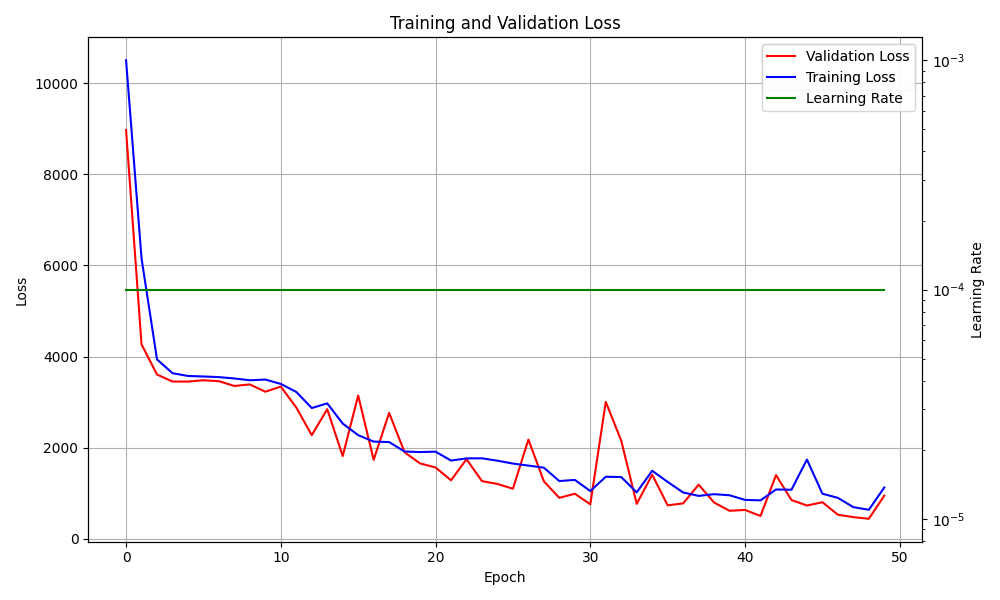 Training and Validation Loss
Validation Loss
Training Loss
Learning Rate
10000
8000
6000
4000
2000
0
Loss
10⁻³
10⁻⁴
10⁻⁵
Learning Rate
0 10 20 30 40 50
Epoch